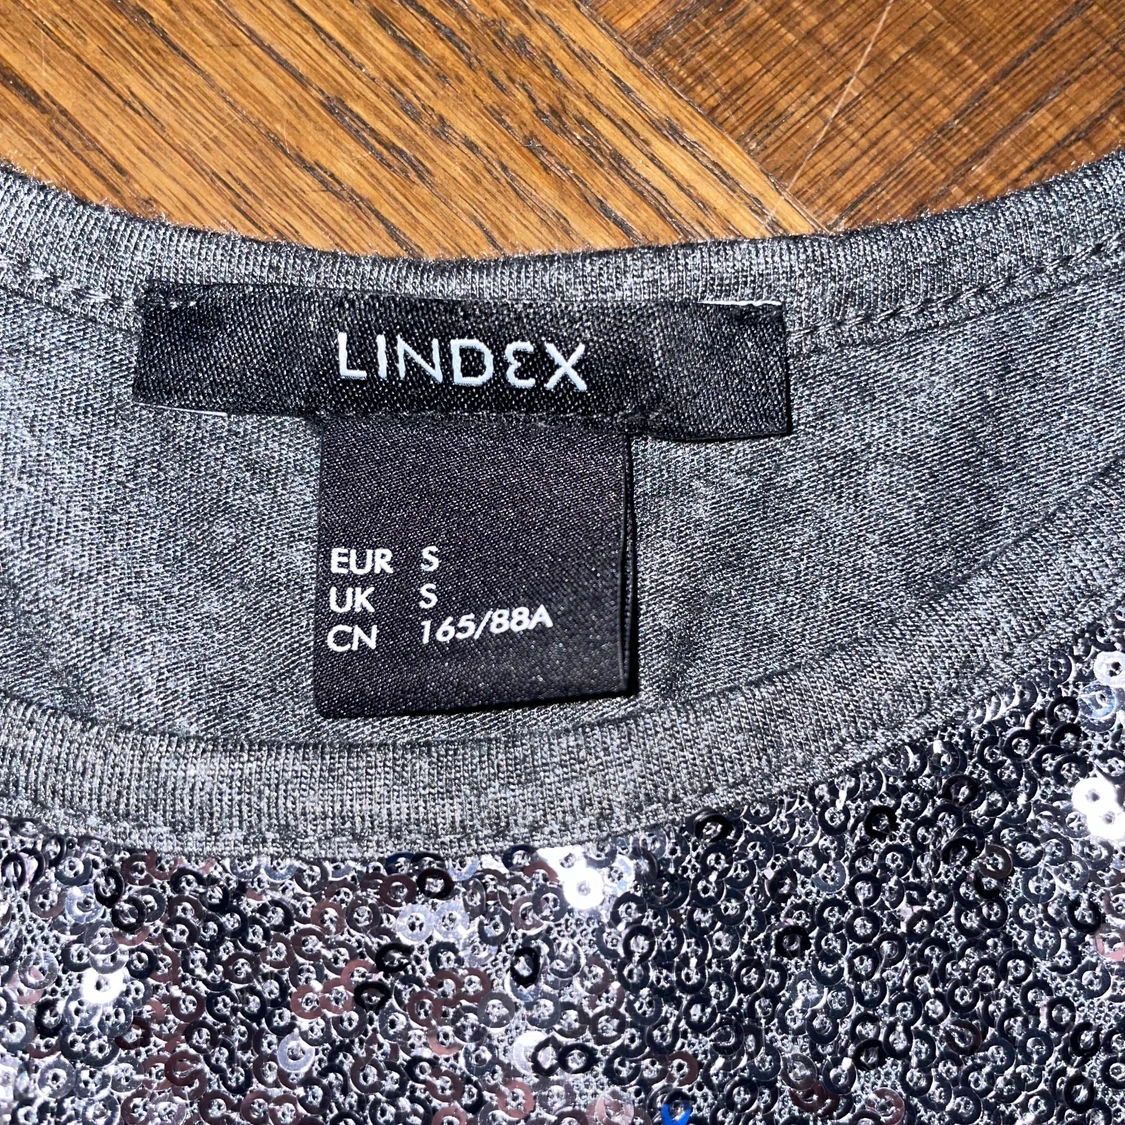 LINDEX
EUR S
UK S
CN 165/88A